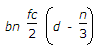 bn fc/2 (d - n/3)